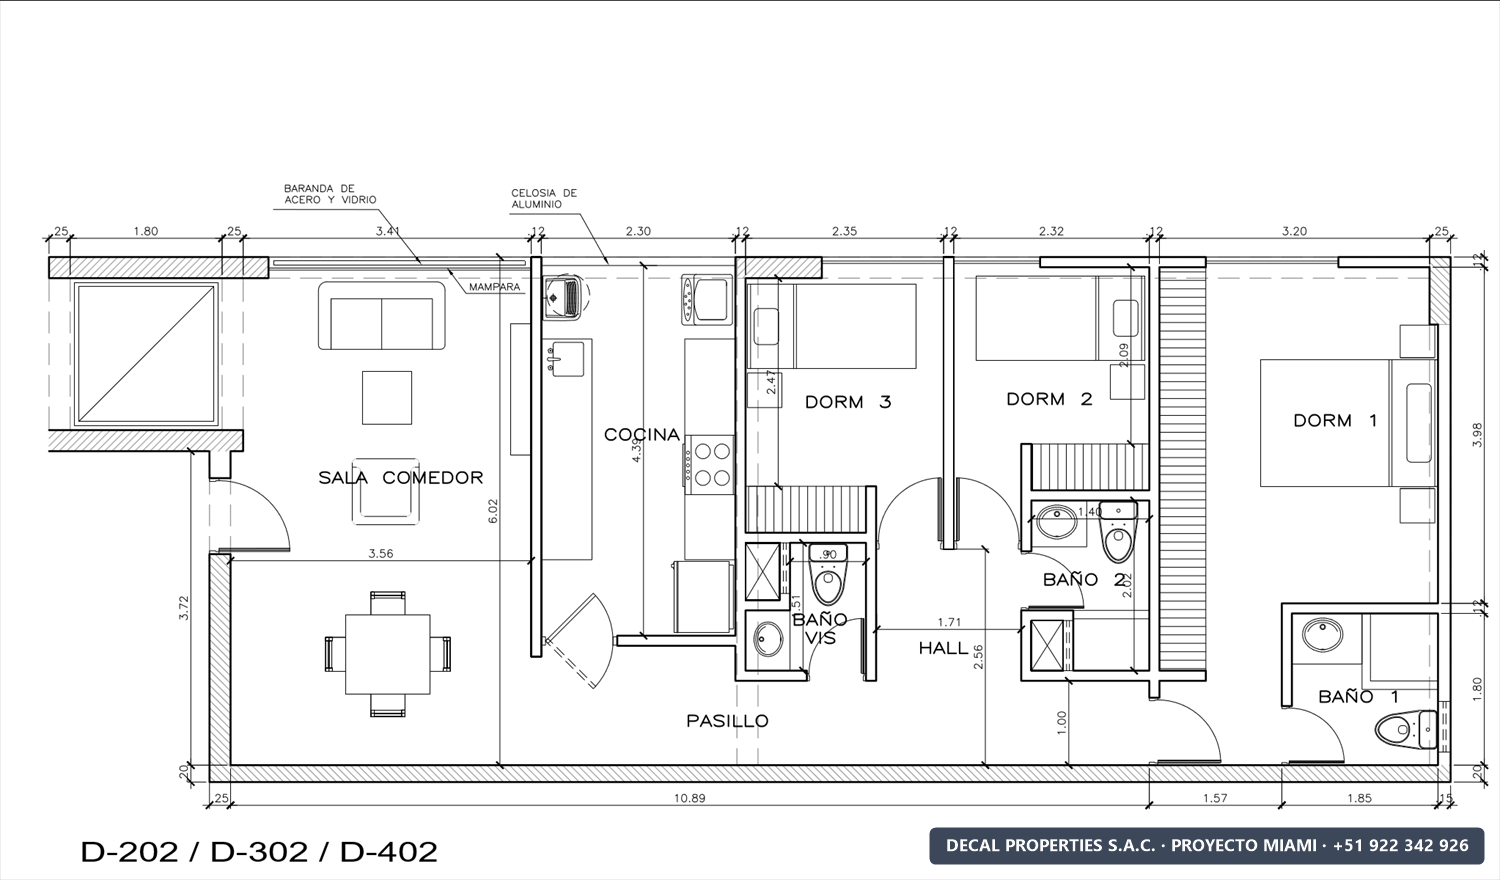 BARANDA DE
ACERO Y VIDRIO
CELOSIA DE
ALUMINIO
.25
1.80
.25
3.41
.12
2.30
.12
2.35
.12
2.32
.12
3.20
.25
MAMPARA
.12
2.09
2.47
DORM 3
DORM 2
DORM 1
COCINA
4.39
3.98
SALA COMEDOR
6.02
1.40
3.56
.90
BAÑO 2
2.02
3.72
1.51
BAÑO
VIS
1.71
HALL
2.56
.12
BAÑO 1
1.80
PASILLO
1.00
.20
.20
.25
10.89
1.57
1.85
.15
D-202 / D-302 / D-402
DECAL PROPERTIES S.A.C. · PROYECTO MIAMI · +51 922 342 926